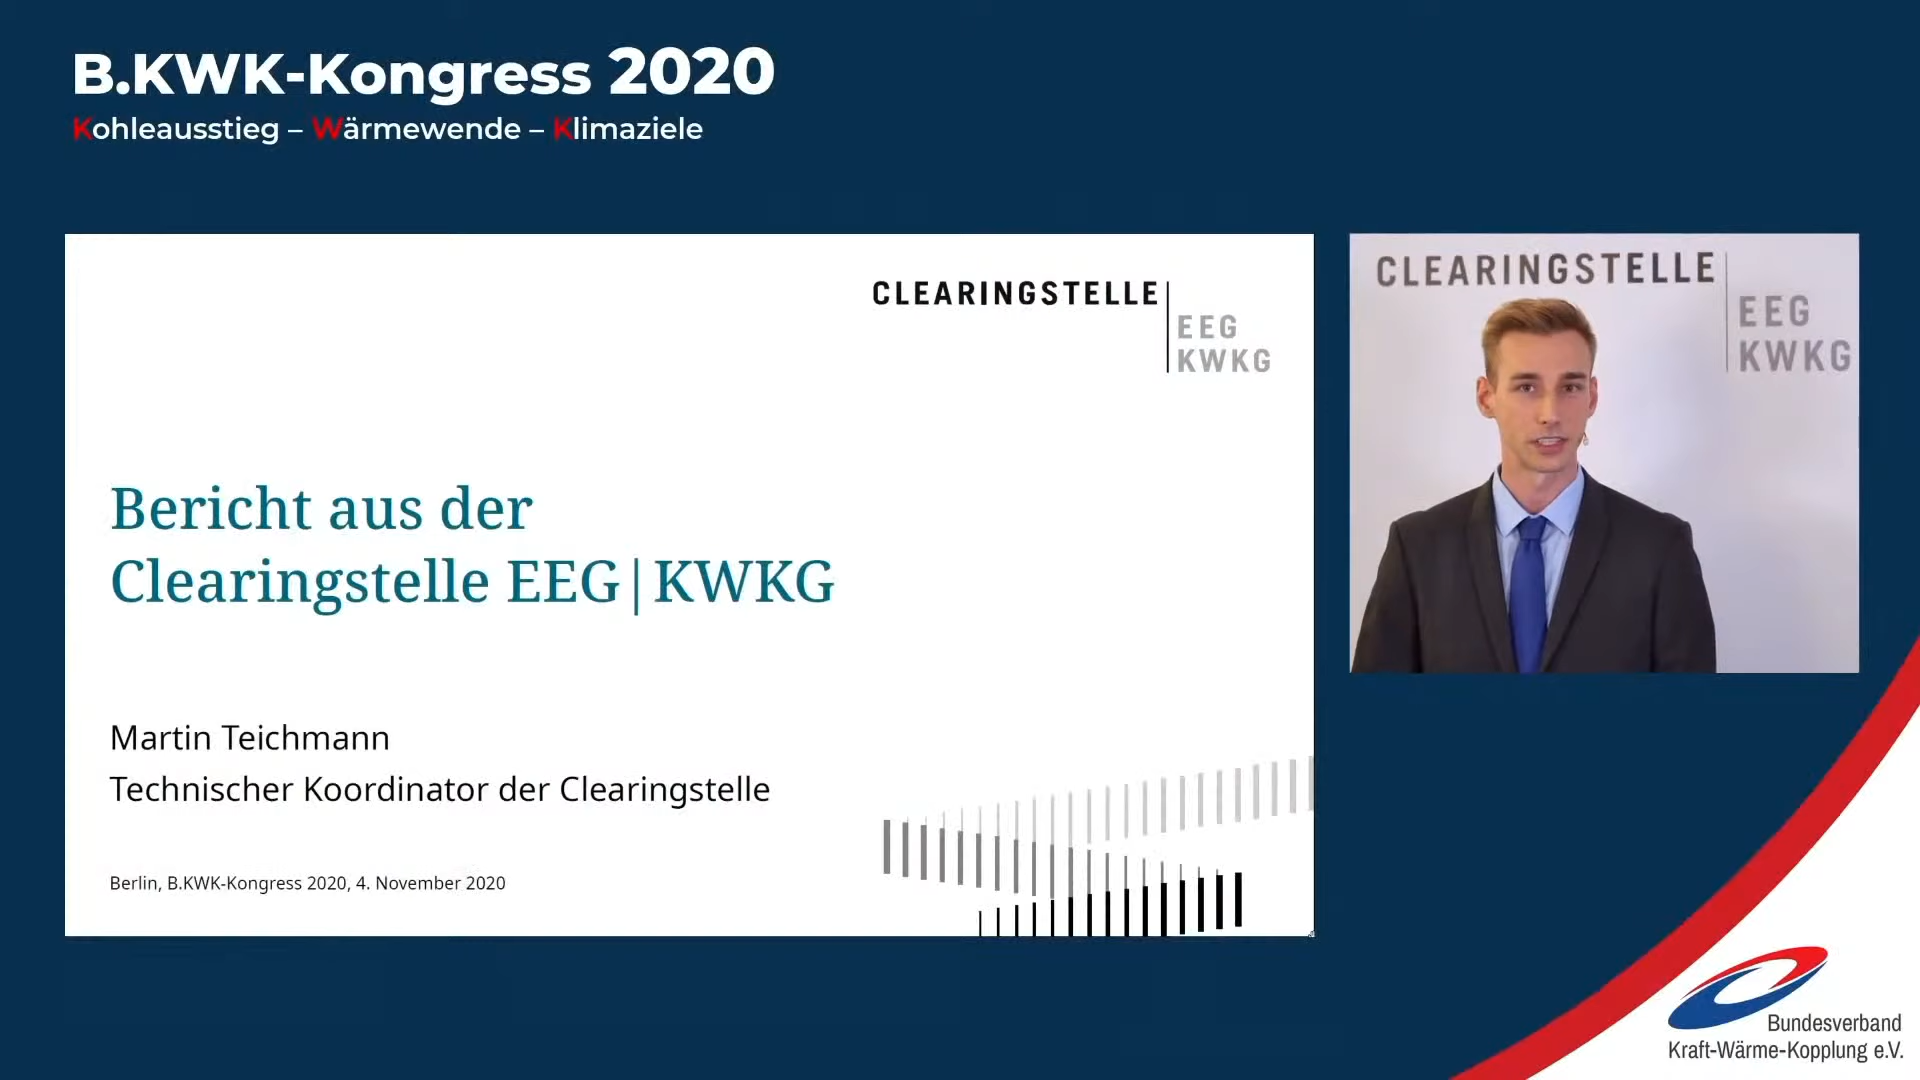 B.KWK-Kongress 2020
Kohleausstieg – Wärmewende – Klimaziele
CLEARINGSTELLE
EEG
KWKG
Bericht aus der
Clearingstelle EEG|KWKG
Martin Teichmann
Technischer Koordinator der Clearingstelle
Berlin, B.KWK-Kongress 2020, 4. November 2020
CLEARINGSTELLE
EEG
KWKG
Bundesverband
Kraft-Wärme-Kopplung e.V.